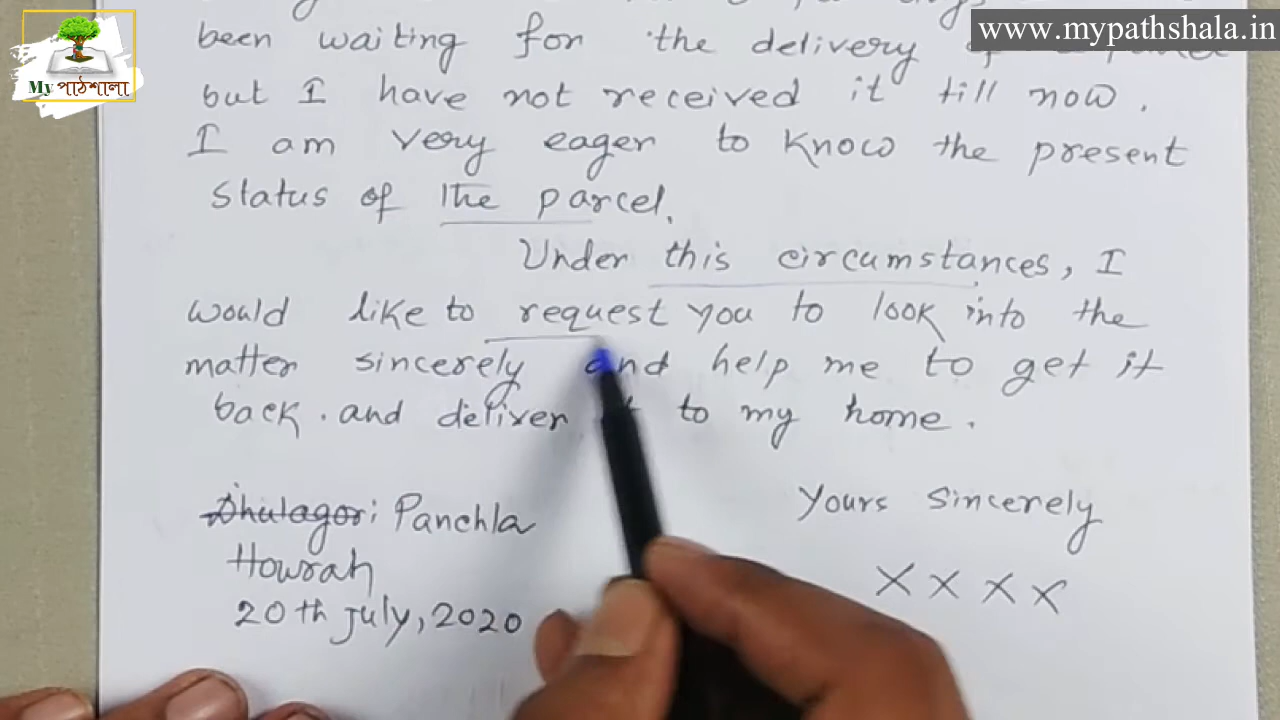 www.mypathshala.in
My পাঠশালা
been waiting for the delivery of
but I have not received it till now.
I am very eager to know the present
status of the parcel.
Under this circumstances, I
would like to request you to look into the
matter sincerely and help me to get it
back. and deliver to my home.
Dhulagori Panchla
Yours Sincerely
Howrah
XXXX
20th July, 2020